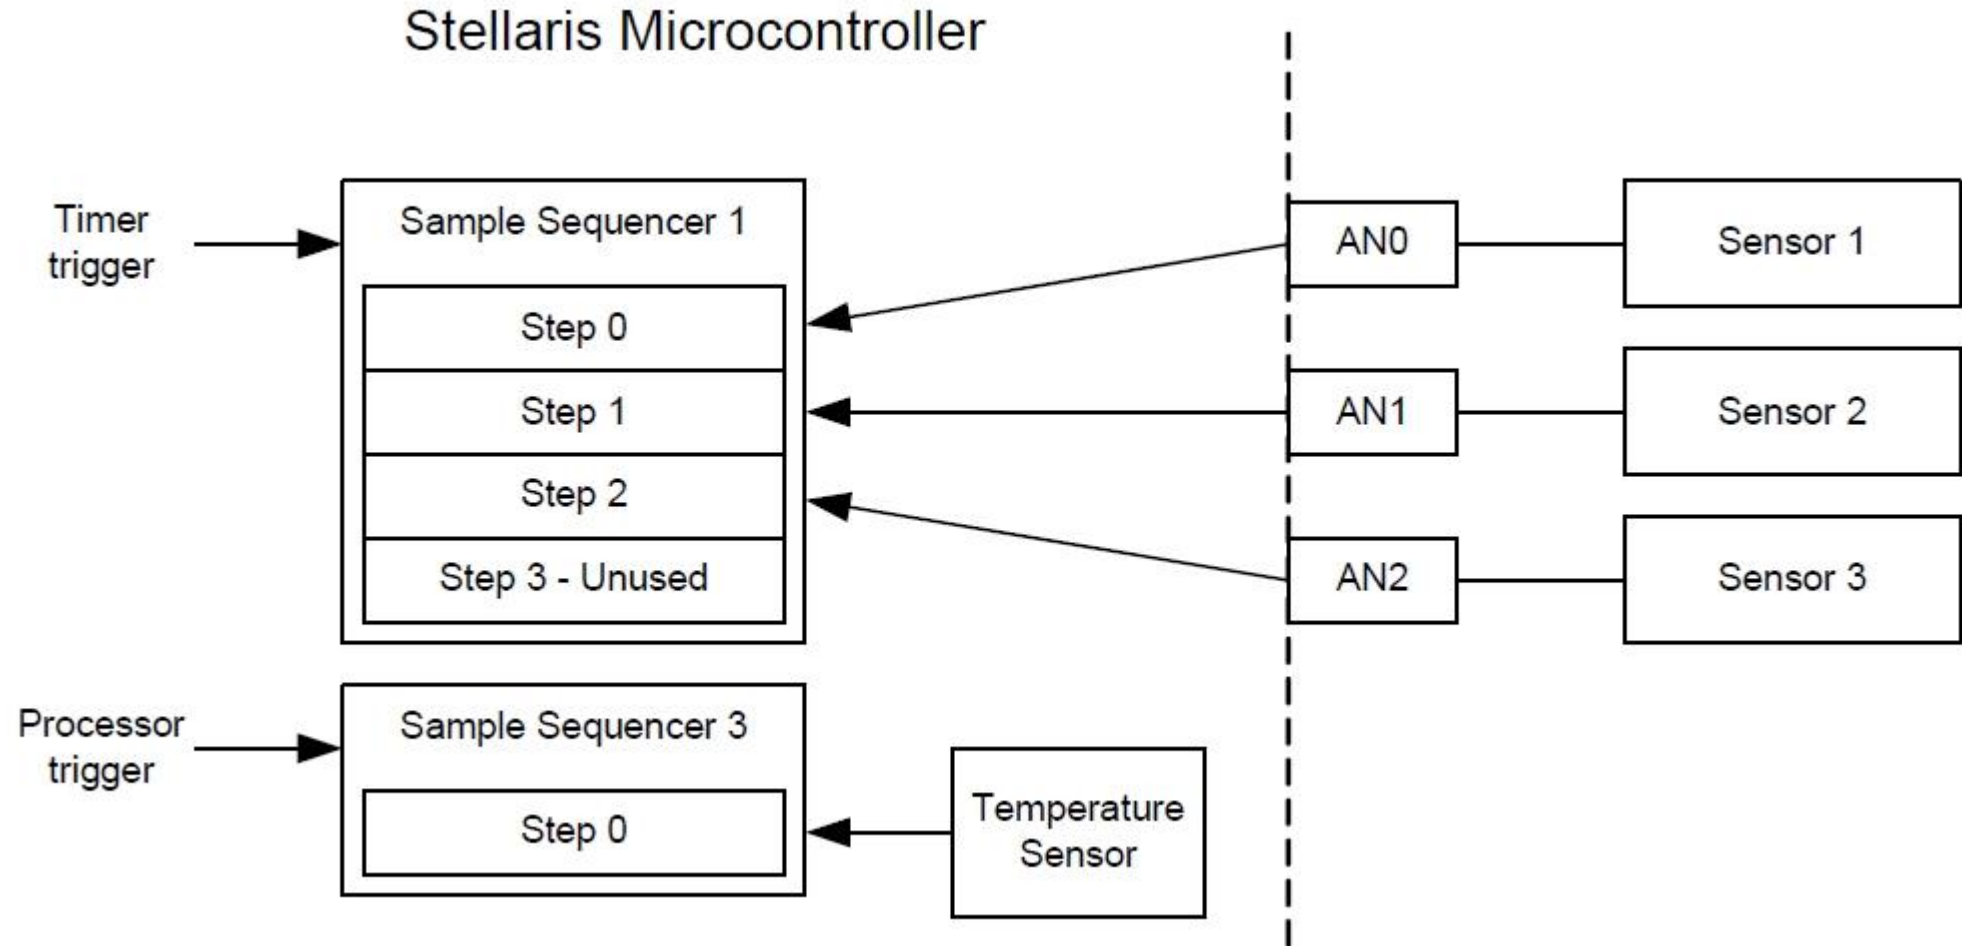 Stellaris Microcontroller
Timer
trigger
Sample Sequencer 1
Step 0
Step 1
Step 2
Step 3 - Unused
AN0
Sensor 1
AN1
Sensor 2
AN2
Sensor 3
Processor
trigger
Sample Sequencer 3
Step 0
Temperature
Sensor